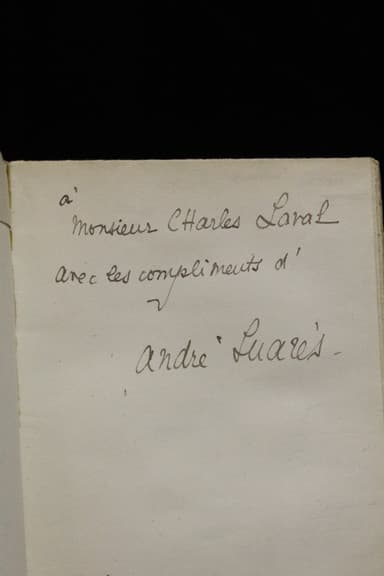 à
Monsieur CHarles Laval
avec les compliments d'
André Suarès